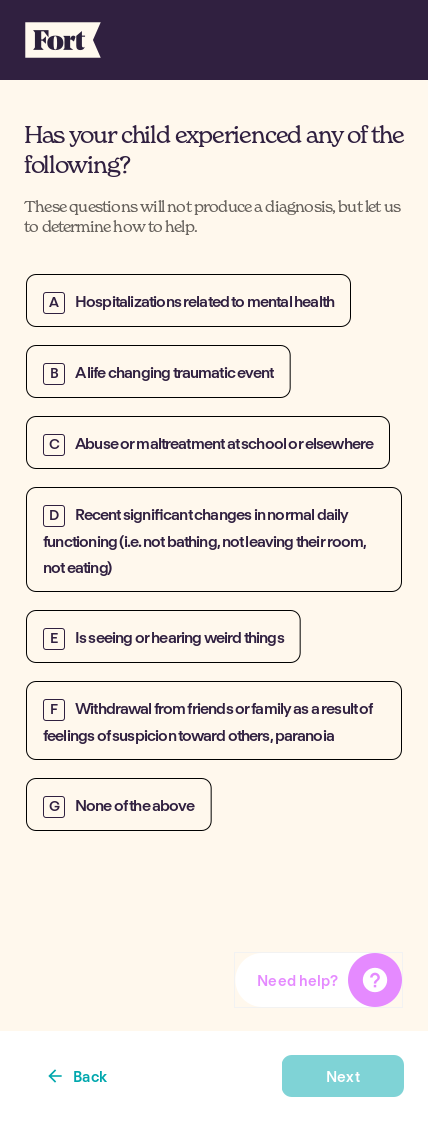 Fort
Has your child experienced any of the
following?
These questions will not produce a diagnosis, but let us
to determine how to help.
A Hospitalizations related to mental health
B A life changing traumatic event
C Abuse or maltreatment at school or elsewhere
D Recent significant changes in normal daily
functioning (i.e. not bathing, not leaving their room,
not eating)
E Is seeing or hearing weird things
F Withdrawal from friends or family as a result of
feelings of suspicion toward others, paranoia
G None of the above
Need help? ?
← Back
Next